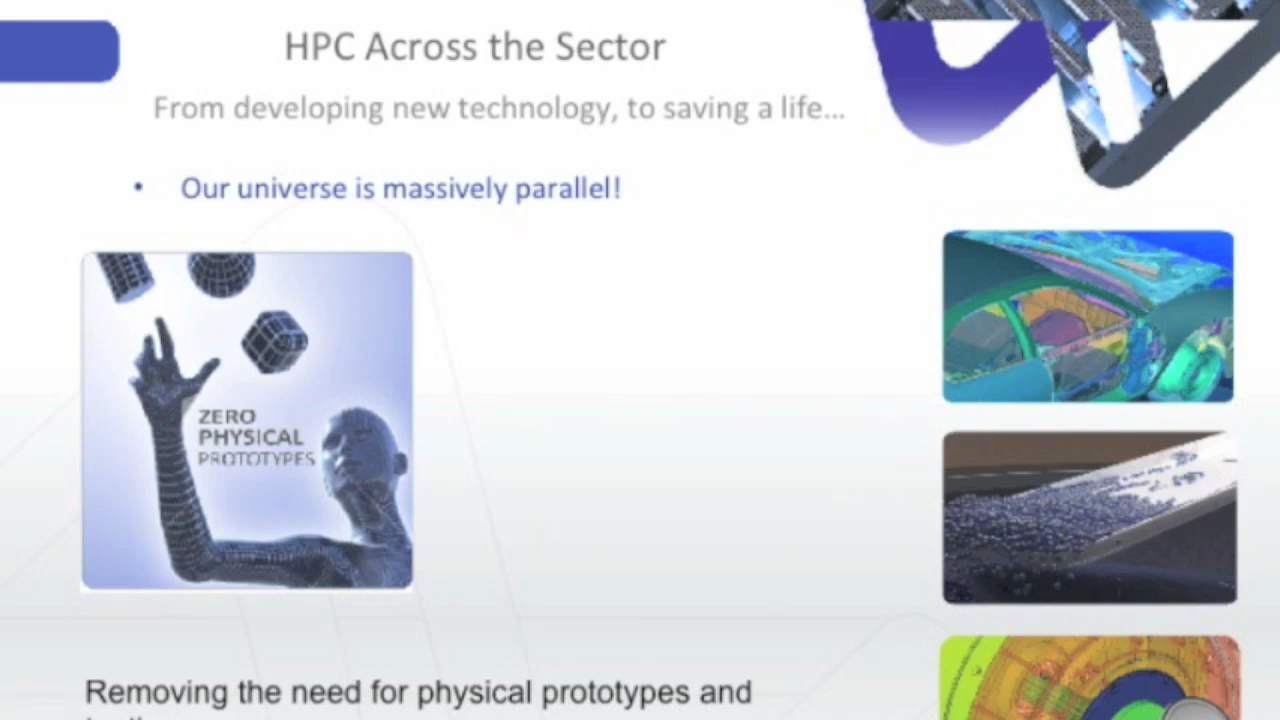 HPC Across the Sector
From developing new technology, to saving a life...
• Our universe is massively parallel!
ZERO
PHYSICAL
PROTOTYPES
Removing the need for physical prototypes and